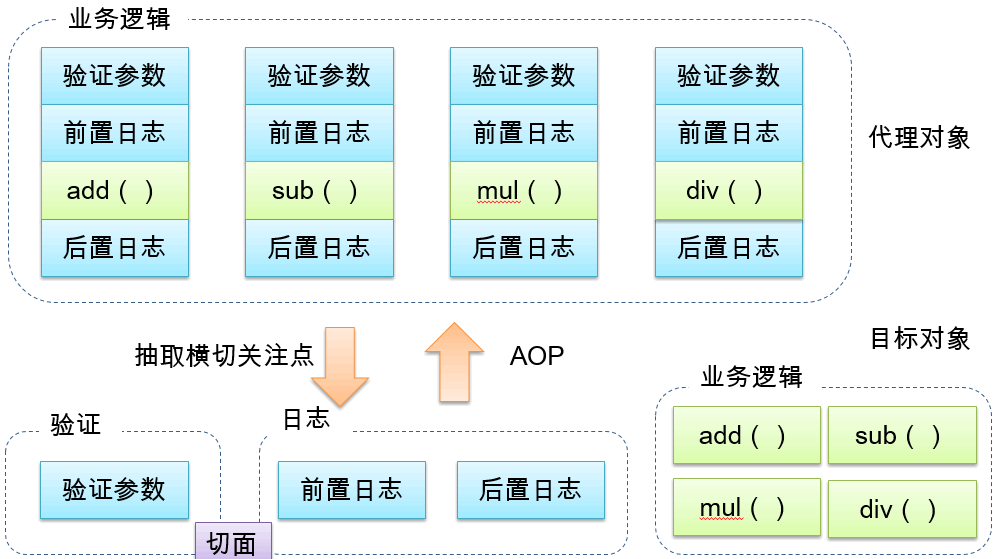 业务逻辑
验证参数 验证参数 验证参数 验证参数
前置日志 前置日志 前置日志 前置日志
add（ ） sub（ ） mul（ ） div（ ）
后置日志 后置日志 后置日志 后置日志
代理对象
抽取横切关注点
AOP
目标对象
验证
验证参数
日志
前置日志 后置日志
切面
业务逻辑
add（ ） sub（ ）
mul（ ） div（ ）